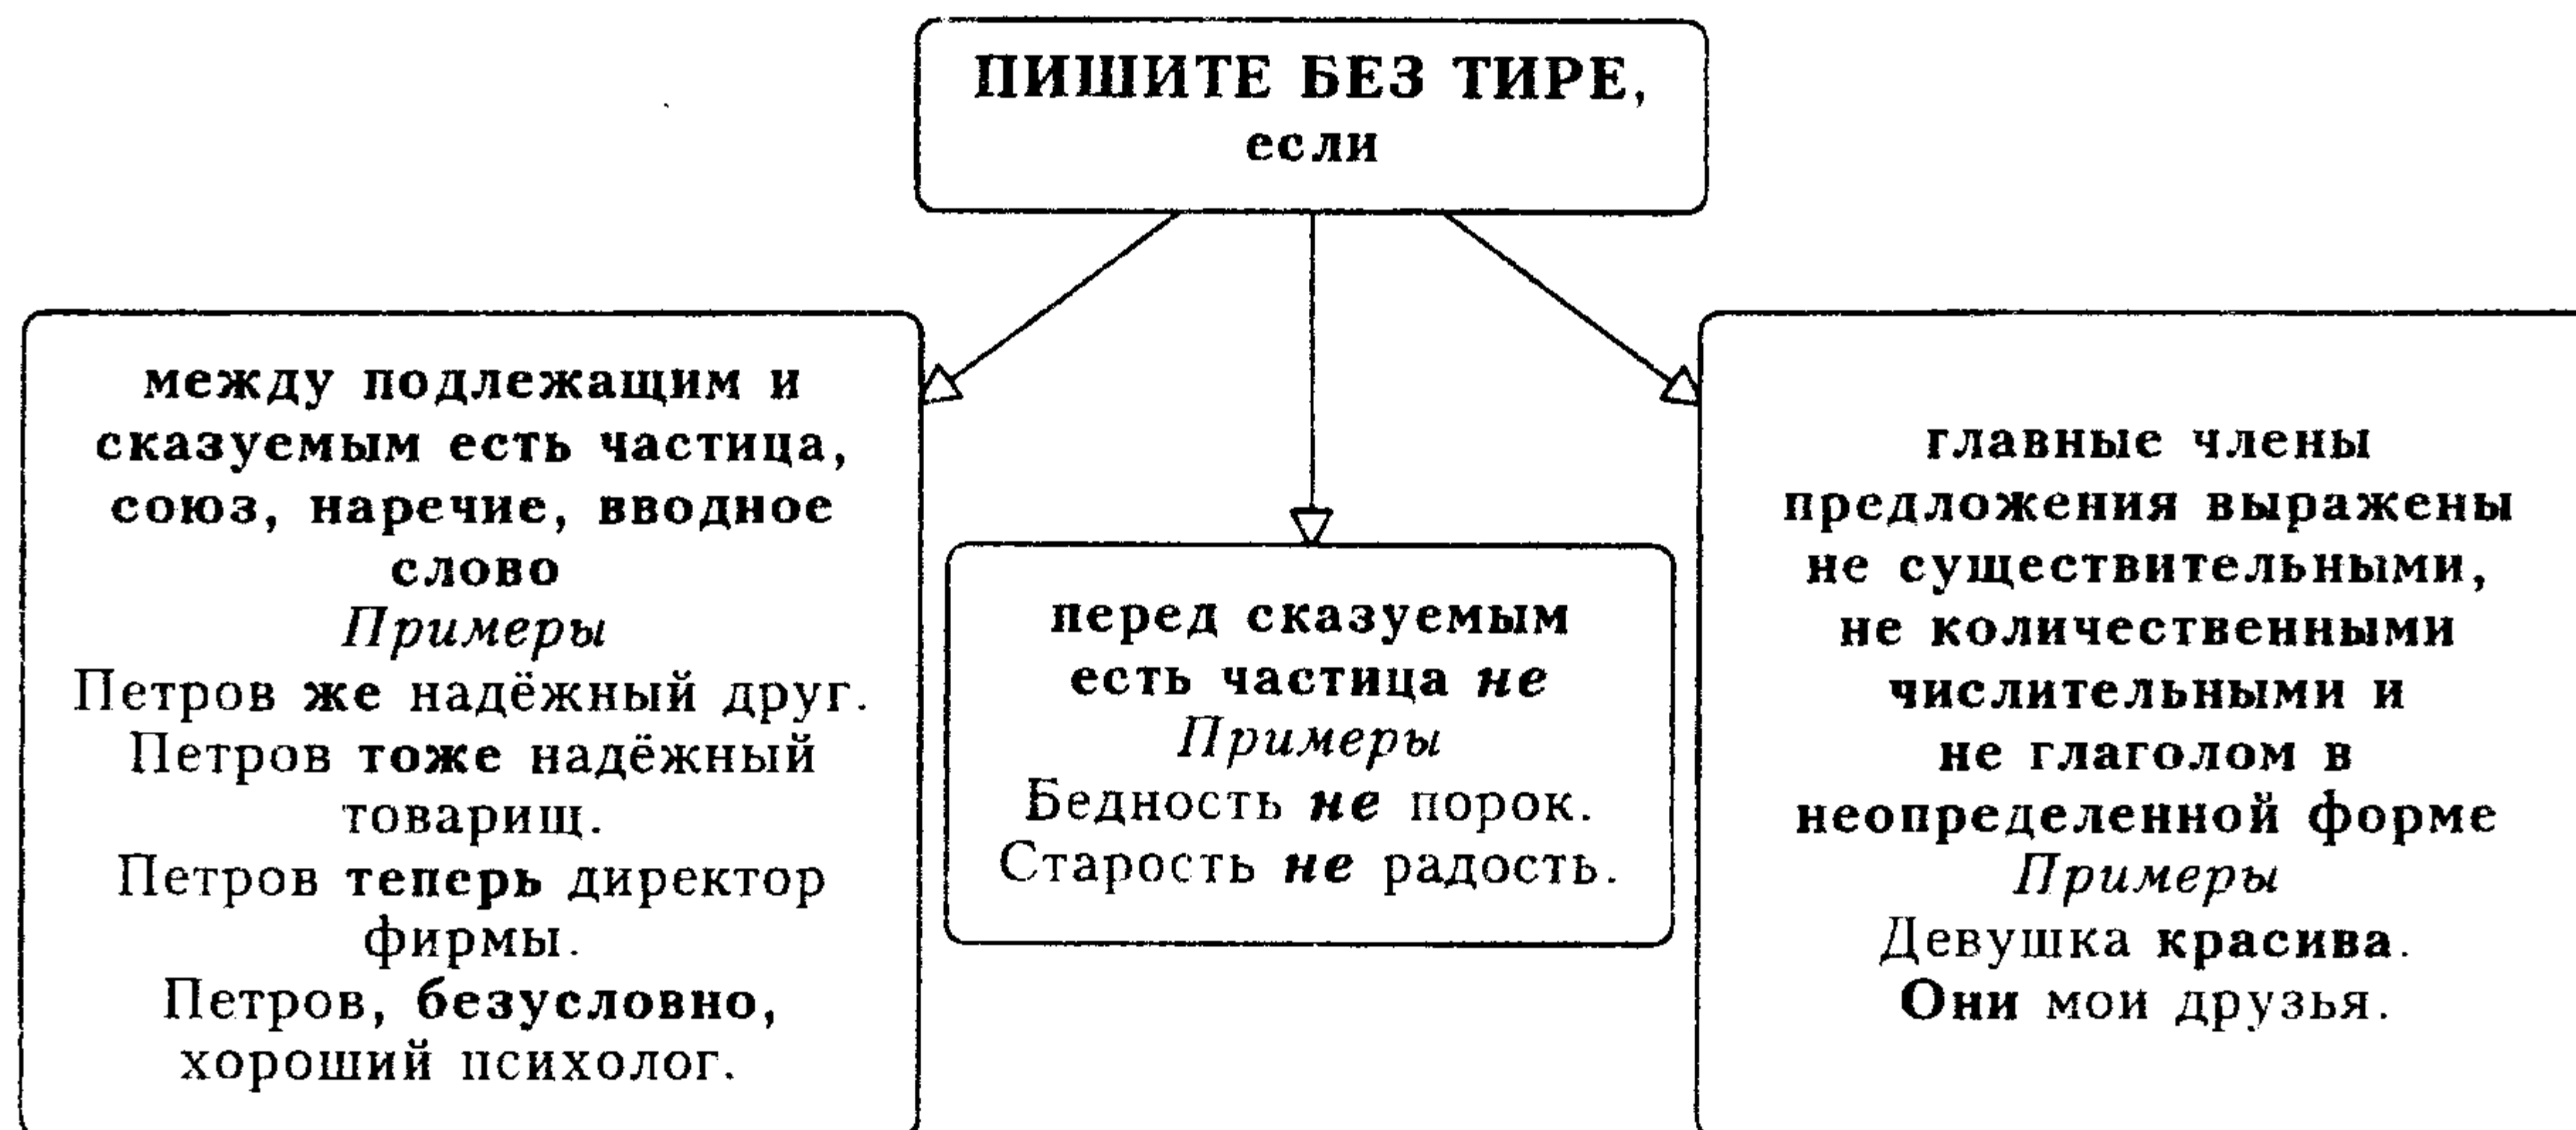 ПИШИТЕ БЕЗ ТИРЕ,
если
между подлежащим и
сказуемым есть частица,
союз, наречие, вводное
слово
Примеры
Петров же надёжный друг.
Петров тоже надёжный
товарищ.
Петров теперь директор
фирмы.
Петров, безусловно,
хороший психолог.
перед сказуемым
есть частица не
Примеры
Бедность не порок.
Старость не радость.
главные члены
предложения выражены
не существительными,
не количественными
числительными и
не глаголом в
неопределенной форме
Примеры
Девушка красива.
Они мои друзья.